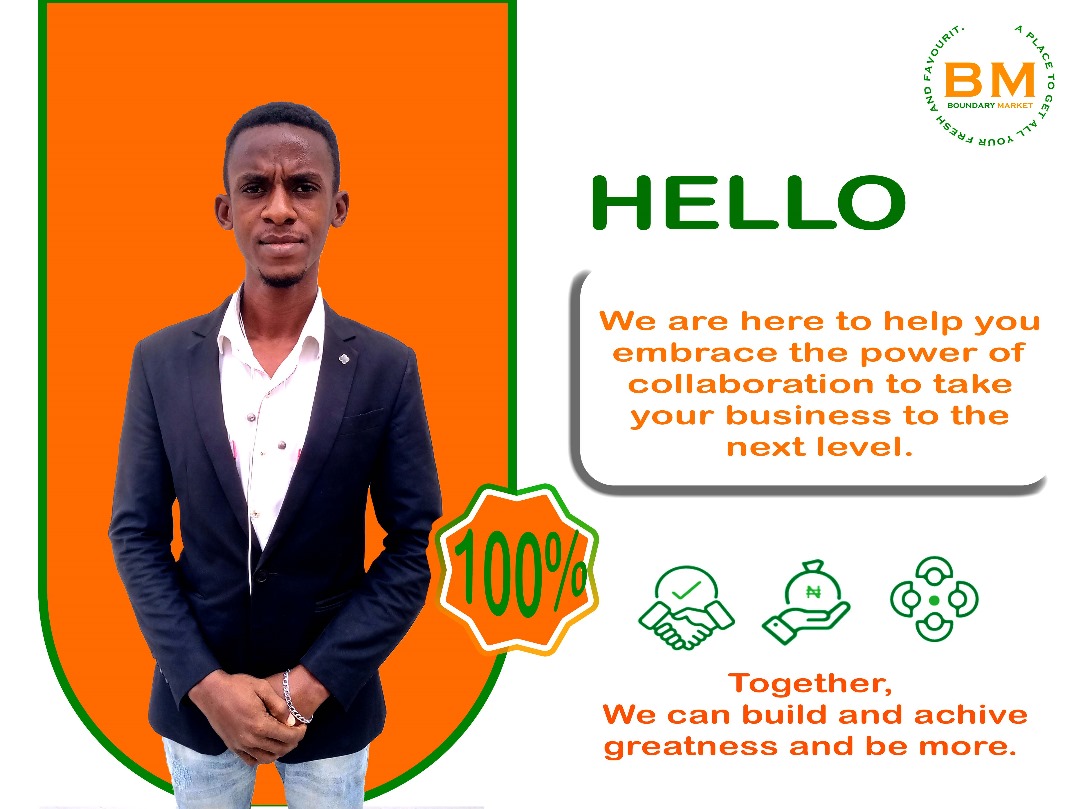 A PLACE TO GET ALL YOUR FRESH AND FAVOURIT.
BM
BOUNDARY MARKET
HELLO
We are here to help you
embrace the power of
collaboration to take
your business to the
next level.
100%
₦
Together,
We can build and achive
greatness and be more.